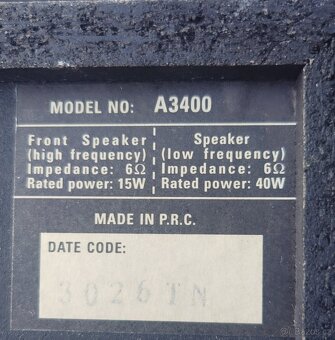 MODEL NO: A3400
Front Speaker
(high frequency)
Impedance: 6Ω
Rated power: 15W
Speaker
(low frequency)
Impedance: 6Ω
Rated power: 40W
MADE IN P.R.C.
DATE CODE:
3026TN